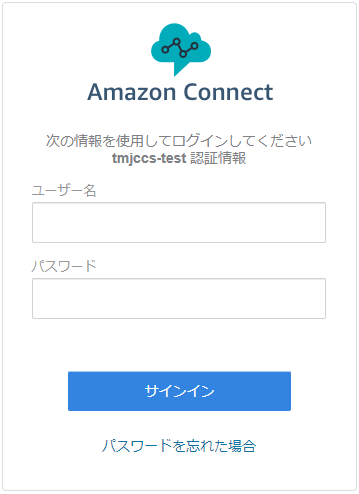 Amazon Connect
次の情報を使用してログインしてください
tmjccs-test 認証情報
ユーザー名
パスワード
サインイン
パスワードを忘れた場合